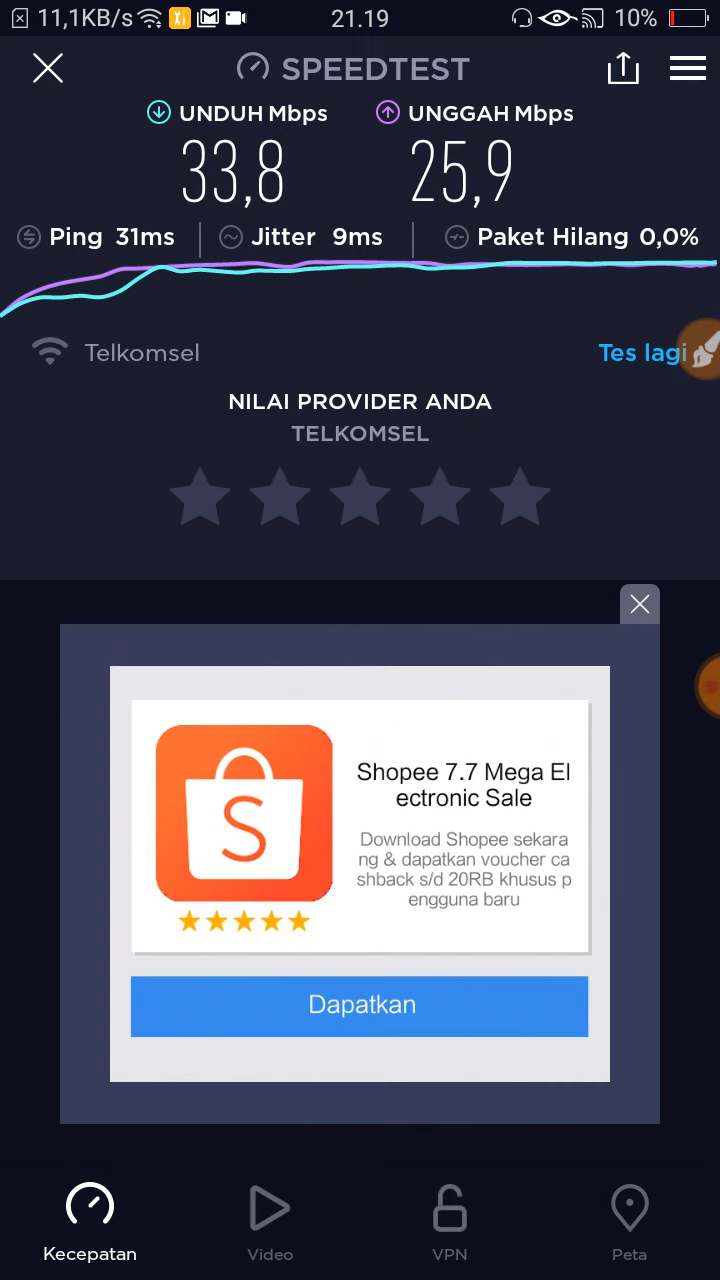 11,1KB/s 21.19 10%
SPEEDTEST
UNDUH Mbps UNGGAH Mbps
33,8 25,9
Ping 31ms Jitter 9ms Paket Hilang 0,0%
Telkomsel Tes lagi
NILAI PROVIDER ANDA
TELKOMSEL
Shopee 7.7 Mega El
ectronic Sale
Download Shopee sekara
ng & dapatkan voucher ca
shback s/d 20RB khusus p
engguna baru
S
Dapatkan
Kecepatan Video VPN Peta